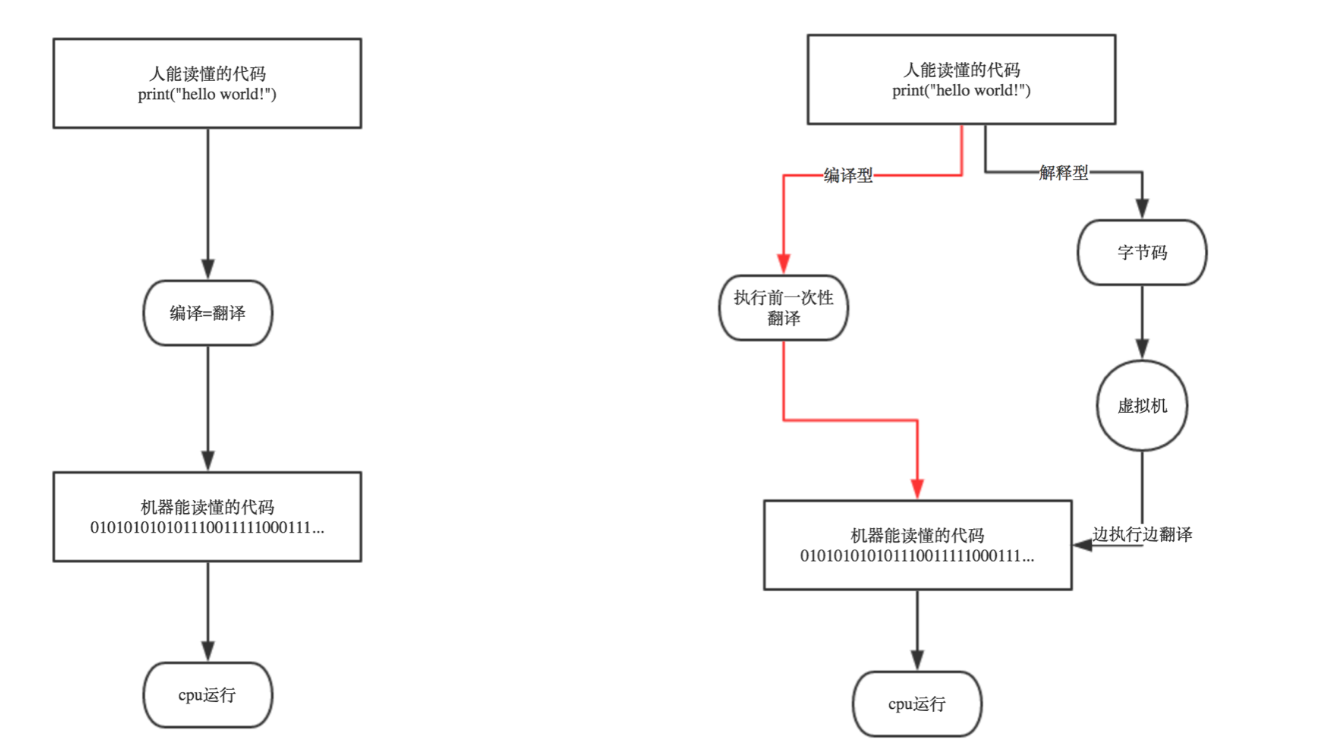 人能读懂的代码
print("hello world!")
编译=翻译
机器能读懂的代码
0101010101011100111110001​11...
cpu运行
人能读懂的代码
print("hello world!")
编译型
解释型
字节码
执行前一次性
翻译
虚拟机
边执行边翻译
机器能读懂的代码
010101010101110011111000111...
cpu运行